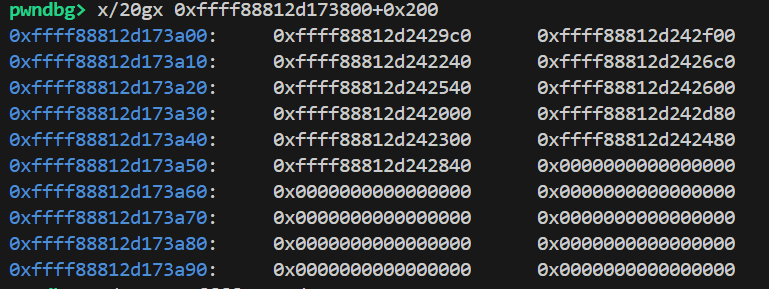 pwndbg> x/20gx 0xffff88812d173800+0x200
0xffff88812d173a00: 0xffff88812d2429c0 0xffff88812d242f00
0xffff88812d173a10: 0xffff88812d242240 0xffff88812d2426c0
0xffff88812d173a20: 0xffff88812d242540 0xffff88812d242600
0xffff88812d173a30: 0xffff88812d242000 0xffff88812d242d80
0xffff88812d173a40: 0xffff88812d242300 0xffff88812d242480
0xffff88812d173a50: 0xffff88812d242840 0x0000000000000000
0xffff88812d173a60: 0x0000000000000000 0x0000000000000000
0xffff88812d173a70: 0x0000000000000000 0x0000000000000000
0xffff88812d173a80: 0x0000000000000000 0x0000000000000000
0xffff88812d173a90: 0x0000000000000000 0x0000000000000000